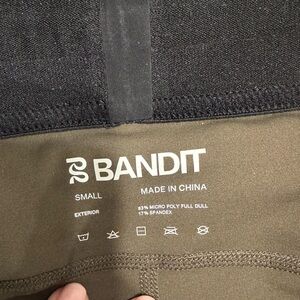 BANDIT
SMALL MADE IN CHINA
EXTERIOR 83% MICRO POLY FULL DULL
17% SPANDEX